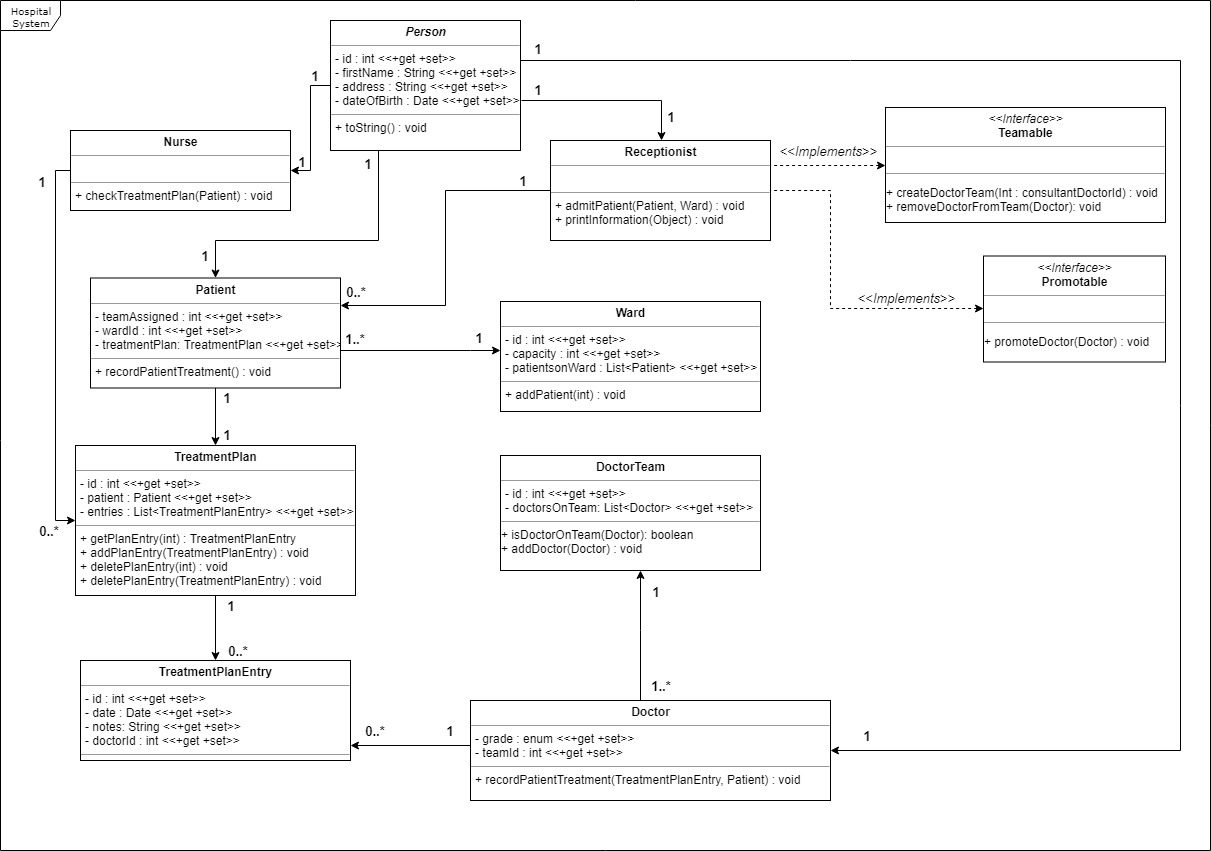 Hospital
System
Person
- id : int <<+get +set>>
- firstName : String <<+get +set>>
- address : String <<+get +set>>
- dateOfBirth : Date <<+get +set>>
+ toString() : void
1
1
1
1
1
1
Nurse
+ checkTreatmentPlan(Patient) : void
1
Receptionist
+ admitPatient(Patient, Ward) : void
+ printInformation(Object) : void
1
<<Implements>>
<<Implements>>
<<Interface>>
Teamable
+ createDoctorTeam(Int : consultantDoctorId) : void
+ removeDoctorFromTeam(Doctor): void
<<Interface>>
Promotable
+ promoteDoctor(Doctor) : void
1
0..*
Patient
- teamAssigned : int <<+get +set>>
- wardId : int <<+get +set>>
- treatmentPlan: TreatmentPlan <<+get +set>>
+ recordPatientTreatment() : void
1..*
1
Ward
- id : int <<+get +set>>
- capacity : int <<+get +set>>
- patientsonWard : List<Patient> <<+get +set>>
+ addPatient(int) : void
1
1
TreatmentPlan
- id : int <<+get +set>>
- patient : Patient <<+get +set>>
- entries : List<TreatmentPlanEntry> <<+get +set>>
+ getPlanEntry(int) : TreatmentPlanEntry
+ addPlanEntry(TreatmentPlanEntry) : void
+ deletePlanEntry(int) : void
+ deletePlanEntry(TreatmentPlanEntry) : void
0..*
DoctorTeam
- id : int <<+get +set>>
- doctorsOnTeam: List<Doctor> <<+get +set>>
+ isDoctorOnTeam(Doctor): boolean
+ addDoctor(Doctor) : void
1
1
0..*
TreatmentPlanEntry
- id : int <<+get +set>>
- date : Date <<+get +set>>
- notes: String <<+get +set>>
- doctorId : int <<+get +set>>
0..*
1
1..*
Doctor
- grade : enum <<+get +set>>
- teamId : int <<+get +set>>
+ recordPatientTreatment(TreatmentPlanEntry, Patient) : void
1